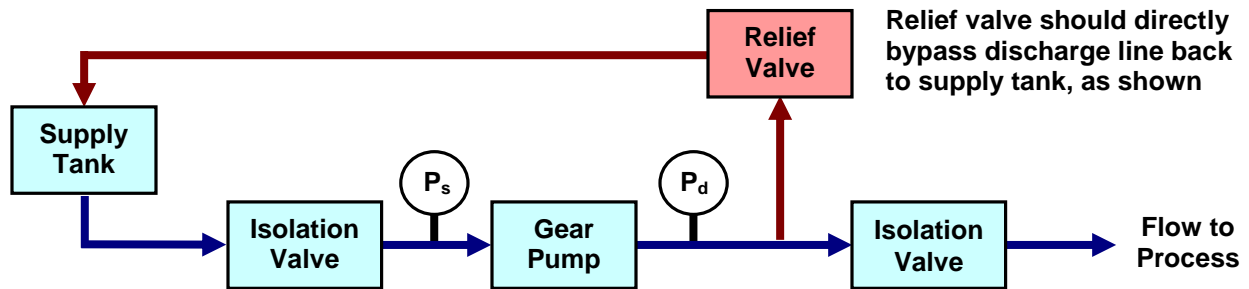 Relief
Valve
Relief valve should directly
bypass discharge line back
to supply tank, as shown
Supply
Tank
Isolation
Valve
Ps
Gear
Pump
Pd
Isolation
Valve
Flow to
Process